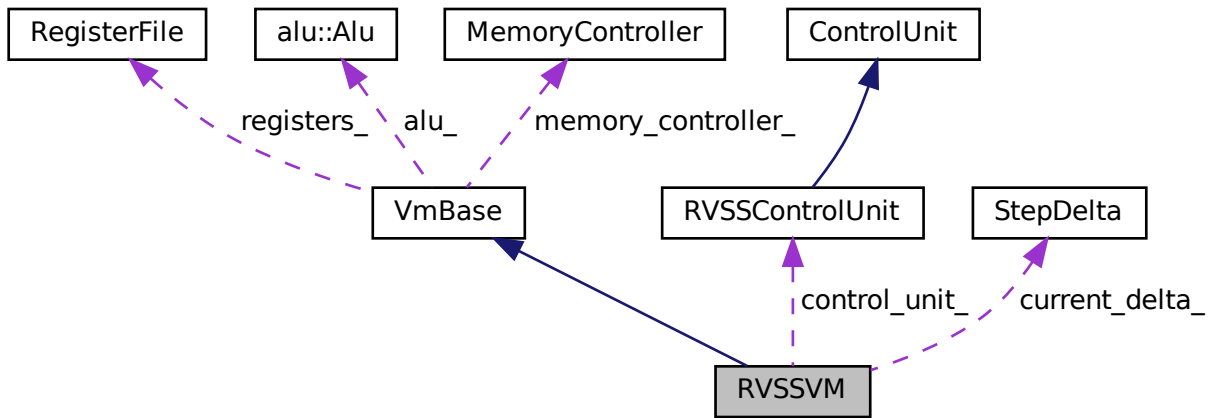 RegisterFile
alu::Alu
MemoryController
ControlUnit
registers_
alu_
memory_controller_
VmBase
RVSSControlUnit
StepDelta
control_unit_
current_delta_
RVSSVM